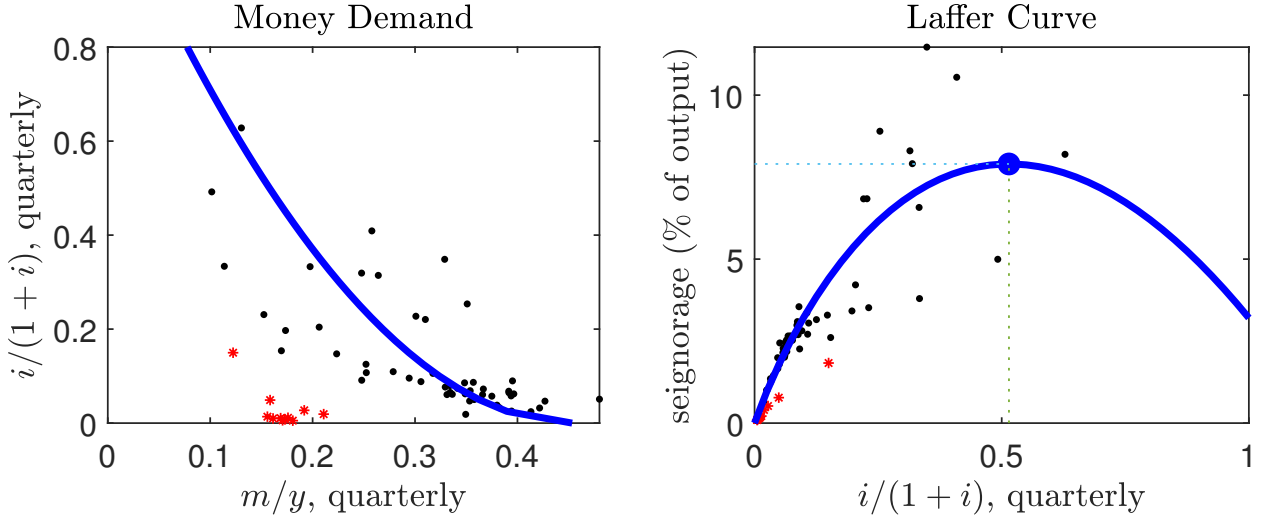 Money Demand
0.8
0.6
0.4
0.2
0
0
0.1
0.2
0.3
0.4
i/(1 + i), quarterly
m/y, quarterly
Laffer Curve
10
5
0
0
0.5
1
seignorage (% of output)
i/(1 + i), quarterly